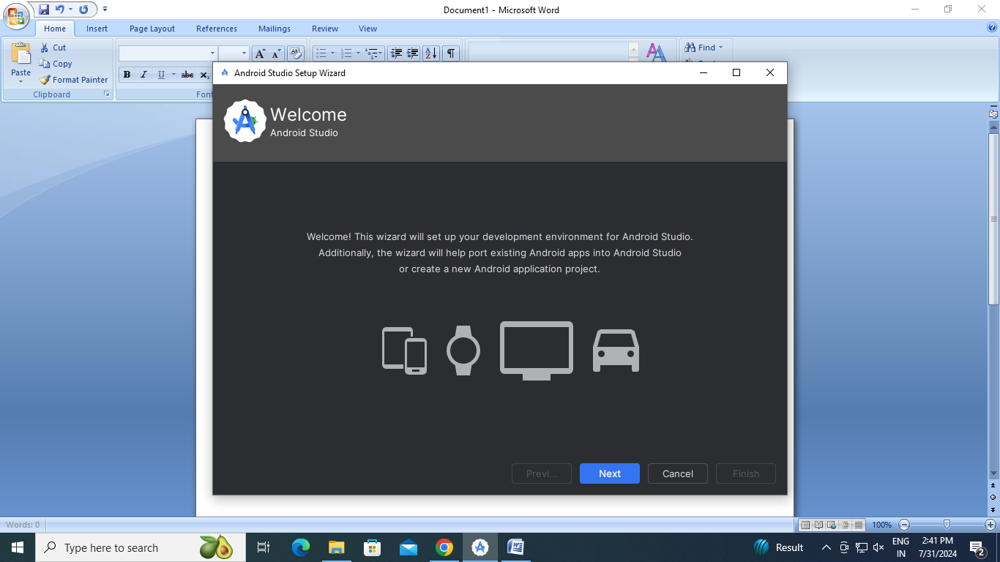 Document1 - Microsoft Word
Home Insert Page Layout References Mailings Review View
Paste
Cut
Copy
Format Painter
Clipboard
B I U abc
Find
Android Studio Setup Wizard
Welcome
Android Studio
Welcome! This wizard will set up your development environment for Android Studio.
Additionally, the wizard will help port existing Android apps into Android Studio
or create a new Android application project.
Previ... Next Cancel Finish
Words: 0
100%
Type here to search
Result
ENG
IN
2:41 PM
7/31/2024
2